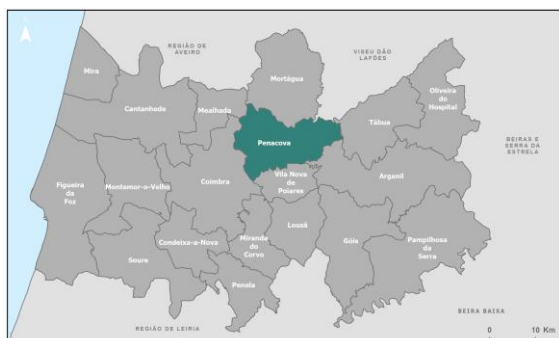 N
REGIÃO DE
AVEIRO
VISEU DÃO
LAFÕES
Mira
Cantanhede
Mealhada
Mortágua
Oliveira
do
Hospital
Tábua
Penacova
BEIRAS E
SERRA DA
ESTRELA
Figueira
da
Foz
Montemor-o-Velho
Coimbra
Vila Nova
de
Poiares
Arganil
Soure
Condeixa-a-Nova
Miranda
do
Corvo
Lousã
Góis
Pampilhosa
da
Serra
Penela
REGIÃO DE LEIRIA
BEIRA BAIXA
0 10 Km